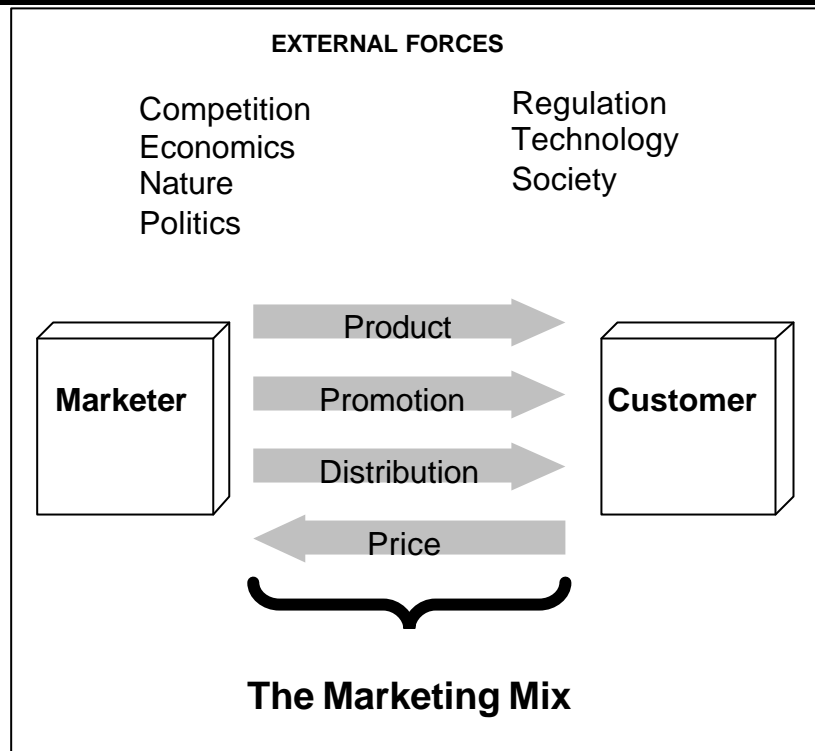 EXTERNAL FORCES
Competition
Economics
Nature
Politics
Regulation
Technology
Society
Product
Marketer
Promotion
Customer
Distribution
Price
The Marketing Mix